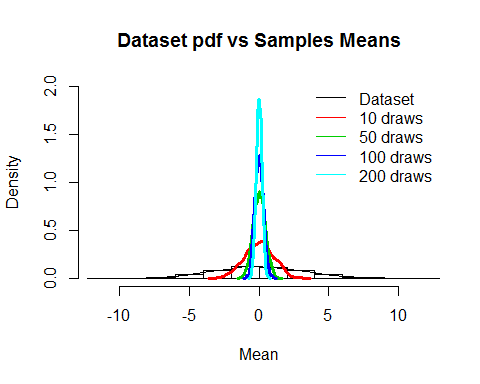 Dataset pdf vs Samples Means
Density
2.0
1.5
1.0
0.5
0.0
Dataset
10 draws
50 draws
100 draws
200 draws
-10 -5 0 5 10
Mean